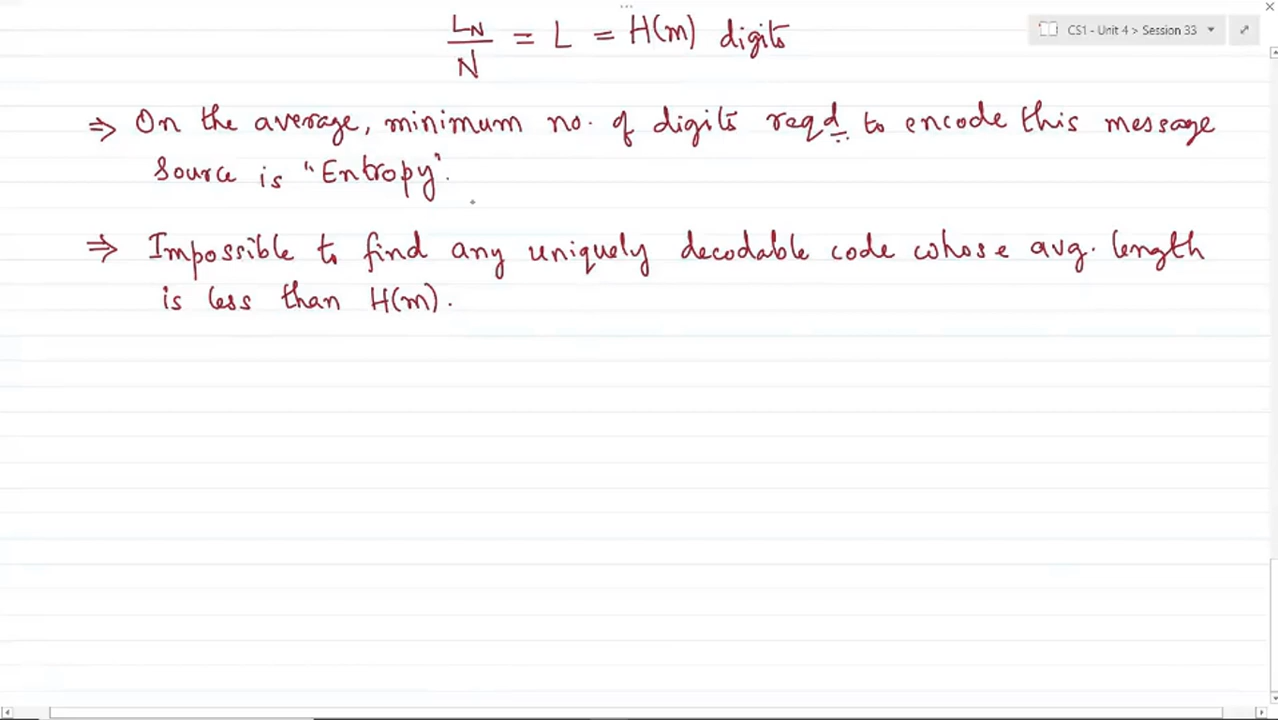 CS1 - Unit 4 > Session 33
LN/N = L = H(m) digits
⇒ On the average, minimum no. of digits reqd to encode this message
Source is "Entropy".
⇒ Impossible to find any uniquely decodable code whose avg. length
is less than H(m).